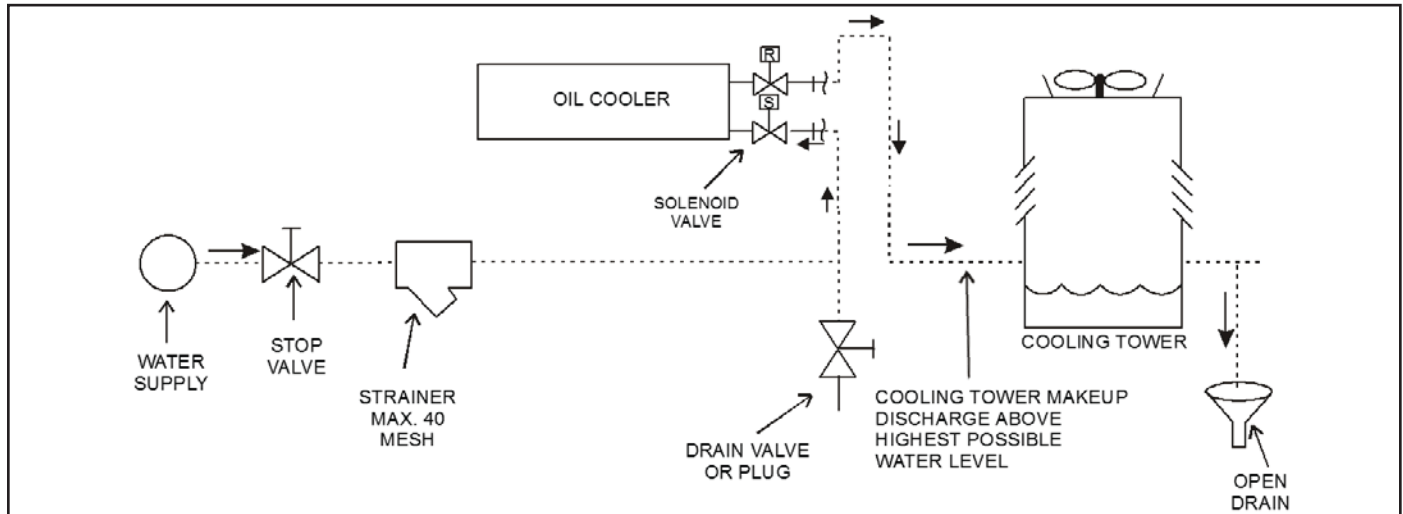 R
OIL COOLER
S
SOLENOID
VALVE
WATER
SUPPLY
STOP
VALVE
STRAINER
MAX. 40
MESH
DRAIN VALVE
OR PLUG
COOLING TOWER MAKEUP
DISCHARGE ABOVE
HIGHEST POSSIBLE
WATER LEVEL
COOLING TOWER
OPEN
DRAIN